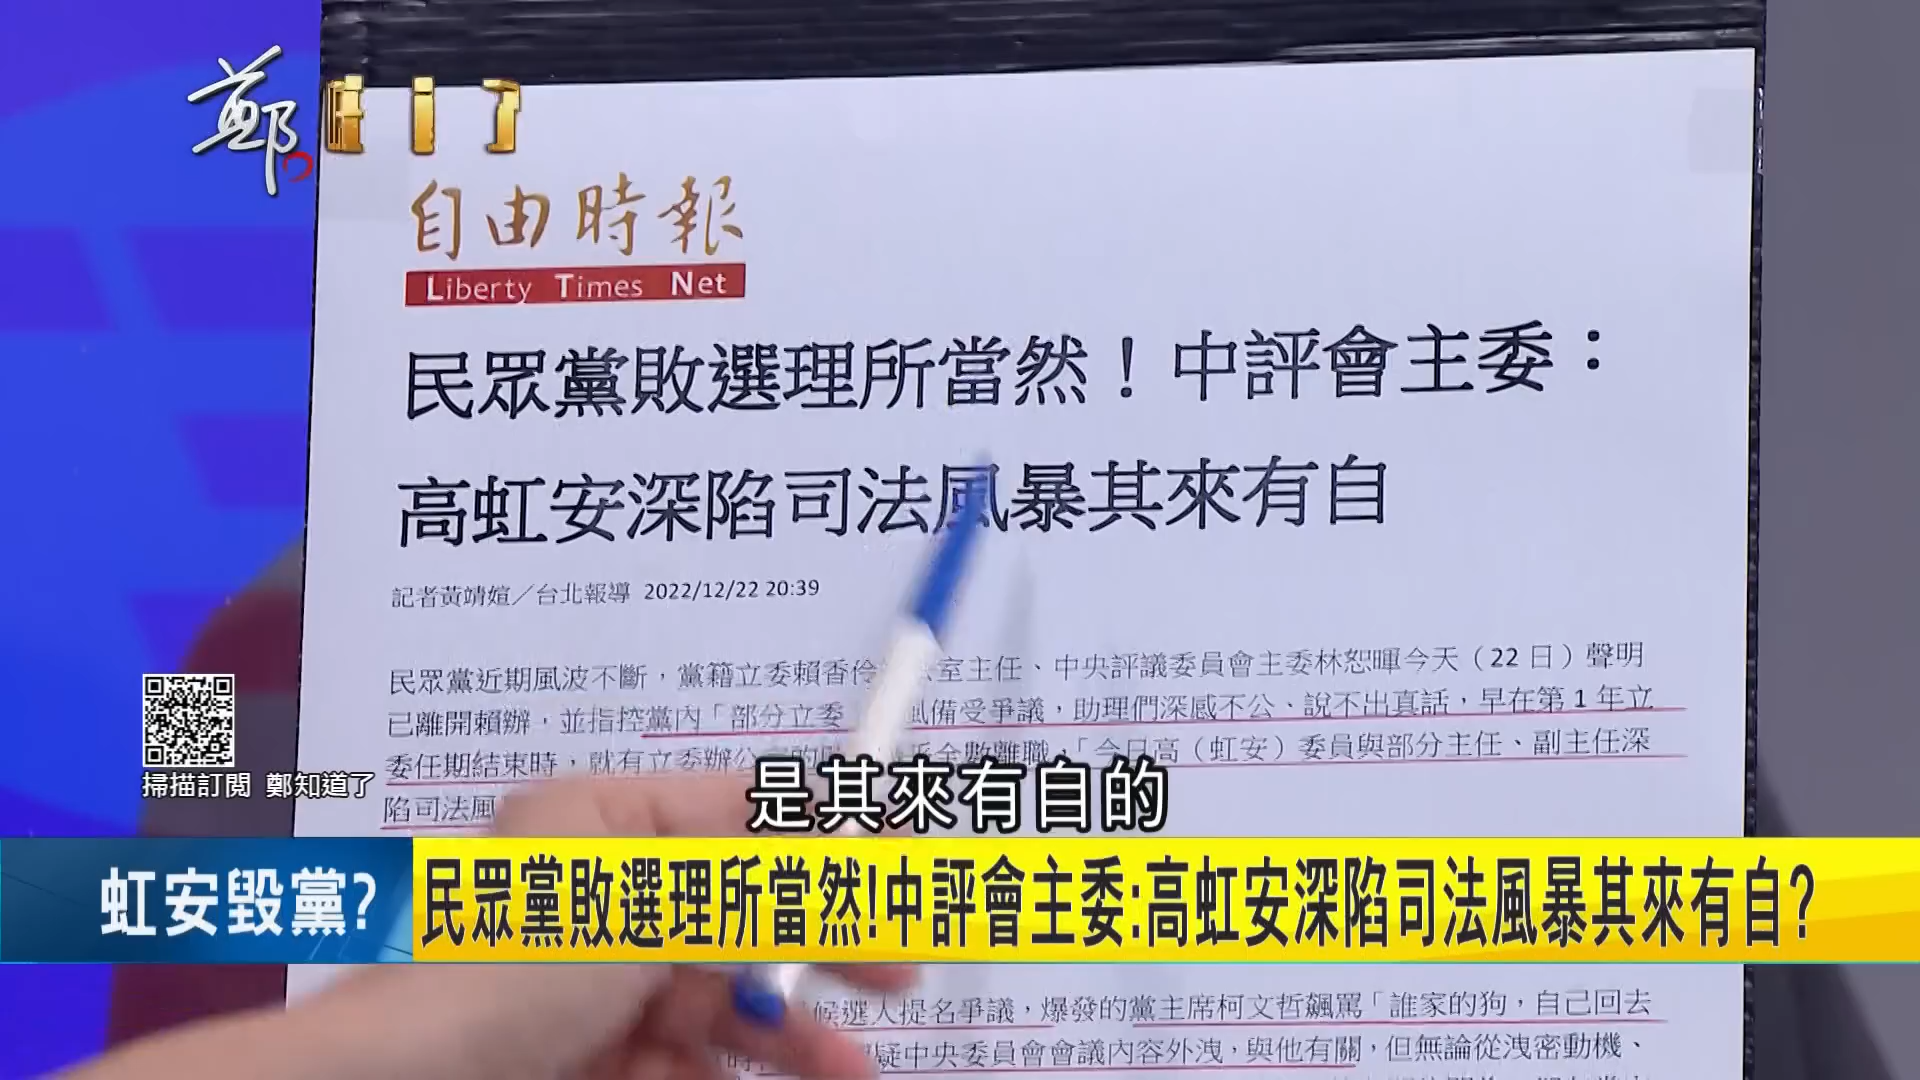 鄭
自由時報
Liberty Times Net
民眾黨敗選理所當然！中評會主委：
高虹安深陷司法風暴其來有自
記者黃靖媗／台北報導 2022/12/22 20:39
民眾黨近期風波不斷，黨籍立委賴香伶 室主任、中央評議委員會主委林恕暉今天（22 日）聲明
已離開賴辦，並指控黨內「部分立委 風備受爭議，助理們深感不公、說不出真話，早在第 1 年立
委任期結束時，就有立委辦公 全數離職，「今日高（虹安）委員與部分主任、副主任深
陷司法風
掃描訂閱 鄭知道了
是其來有自的
虹安毀黨?
民眾黨敗選理所當然!中評會主委:高虹安深陷司法風暴其來有自?
候選人提名爭議，爆發的黨主席柯文哲飆罵「誰家的狗，自己回去
疑中央委員會會議內容外洩，與他有關，但無論從洩密動機、